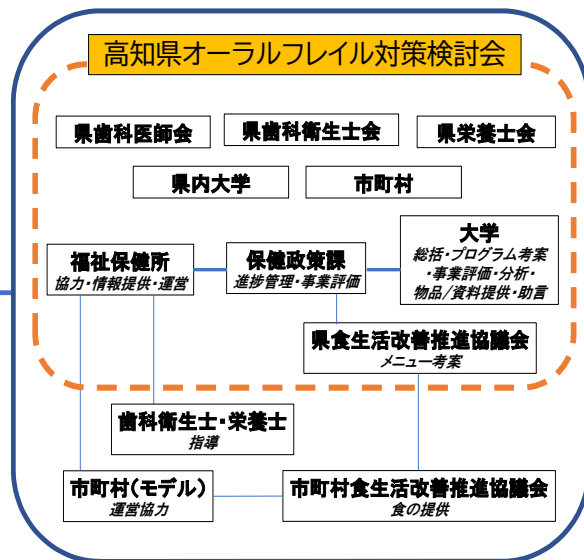 高知県オーラルフレイル対策検討会
県歯科医師会
県歯科衛生士会
県栄養士会
県内大学
市町村
福祉保健所
協力・情報提供・運営
保健政策課
進捗管理・事業評価
大学
総括・プログラム考案
・事業評価・分析・
物品/資料提供・助言
県食生活改善推進協議会
メニュー考案
歯科衛生士・栄養士
指導
市町村(モデル)
運営協力
市町村食生活改善推進協議会
食の提供